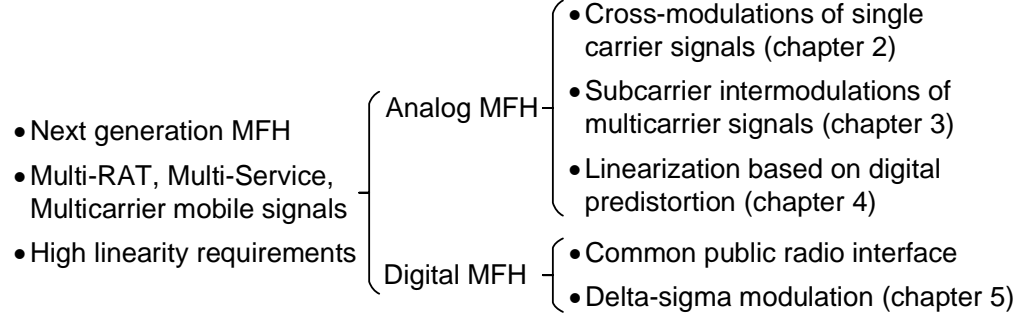 • Next generation MFH
• Multi-RAT, Multi-Service,
Multicarrier mobile signals
• High linearity requirements
Analog MFH
• Cross-modulations of single
carrier signals (chapter 2)
• Subcarrier intermodulations of
multicarrier signals (chapter 3)
• Linearization based on digital
predistortion (chapter 4)
Digital MFH
• Common public radio interface
• Delta-sigma modulation (chapter 5)